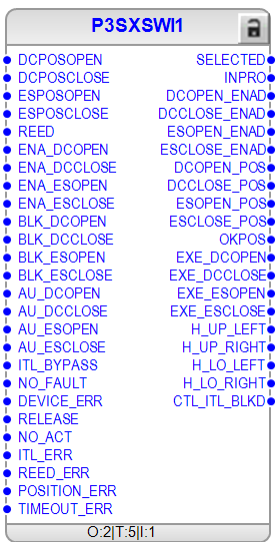 P3SXSWI1
DCPOSOPEN SELECTED
DCPOSCLOSE INPRO
ESPOSOPEN DCOPEN_ENAD
ESPOSCLOSE DCCLOSE_ENAD
REED ESOPEN_ENAD
ENA_DCOPEN ESCLOSE_ENAD
ENA_DCCLOSE DCOPEN_POS
ENA_ESOPEN DCCLOSE_POS
ENA_ESCLOSE ESOPEN_POS
BLK_DCOPEN ESCLOSE_POS
BLK_DCCLOSE OKPOS
BLK_ESOPEN EXE_DCOPEN
BLK_ESCLOSE EXE_DCCLOSE
AU_DCOPEN EXE_ESOPEN
AU_DCCLOSE EXE_ESCLOSE
AU_ESOPEN H_UP_LEFT
AU_ESCLOSE H_UP_RIGHT
ITL_BYPASS H_LO_LEFT
NO_FAULT H_LO_RIGHT
DEVICE_ERR CTL_ITL_BLKD
RELEASE
NO_ACT
ITL_ERR
REED_ERR
POSITION_ERR
TIMEOUT_ERR
O:2|T:5|I:1